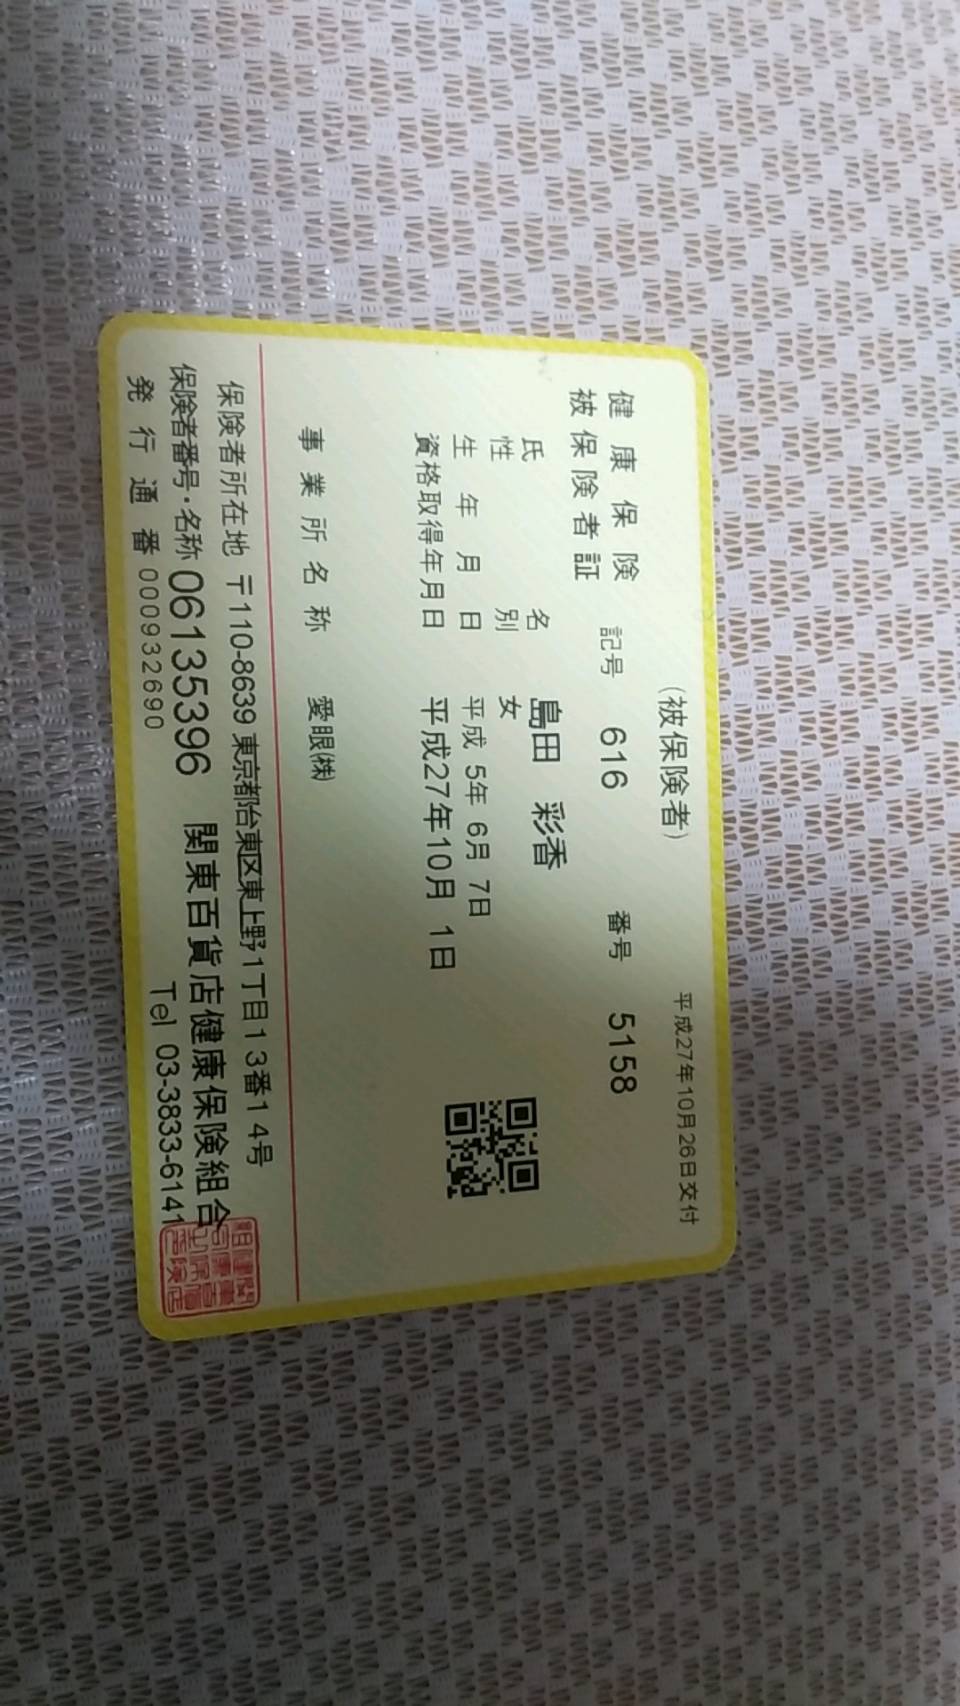 健康保険 (被保険者) 平成27年10月26日交付
被保険者証 記号 616 番号 5158
氏名 島田 彩香
性別 女
生年月日 平成 5年 6月 7日
資格取得年月日 平成27年10月 1日
事業所名称 愛眼(株)
保険者所在地 〒110-8639 東京都台東区東上野1丁目13番14号
保険者番号・名称 06135396 関東百貨店健康保険組合
発行通番 000932690 Tel 03-3833-6141